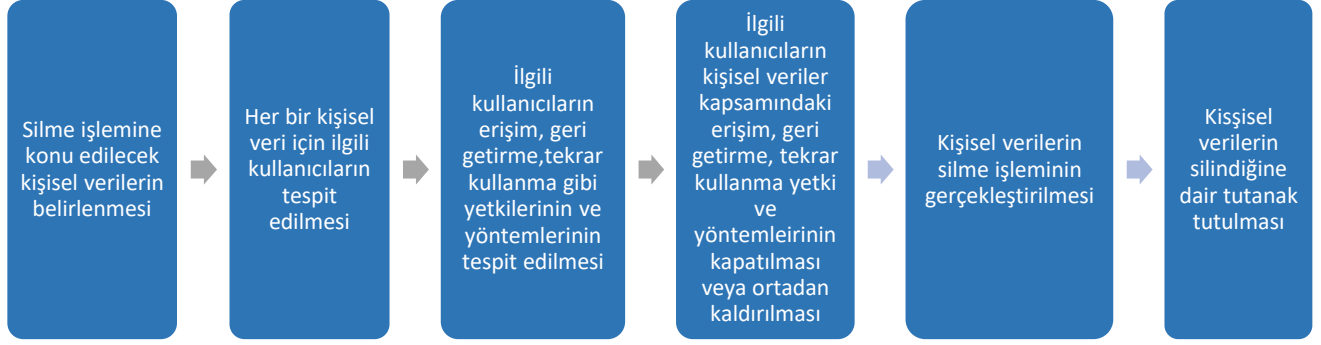 Silme işlemine
konu edilecek
kişisel verilerin
belirlenmesi
Her bir kişisel
veri için ilgili
kullanıcıların
tespit
edilmesi
İlgili
kullanıcıların
erişim, geri
getirme,tekrar
kullanma gibi
yetkilerinin ve
yöntemlerinin
tespit edilmesi
İlgili
kullanıcıların
kişisel veriler
kapsamındaki
erişim, geri
getirme, tekrar
kullanma yetki
ve
yöntemleirinin
kapatılması
veya ortadan
kaldırılması
Kişisel verilerin
silme işleminin
gerçekleştirilmesi
Kisşisel
verilerin
silindiğine
dair tutanak
tutulması